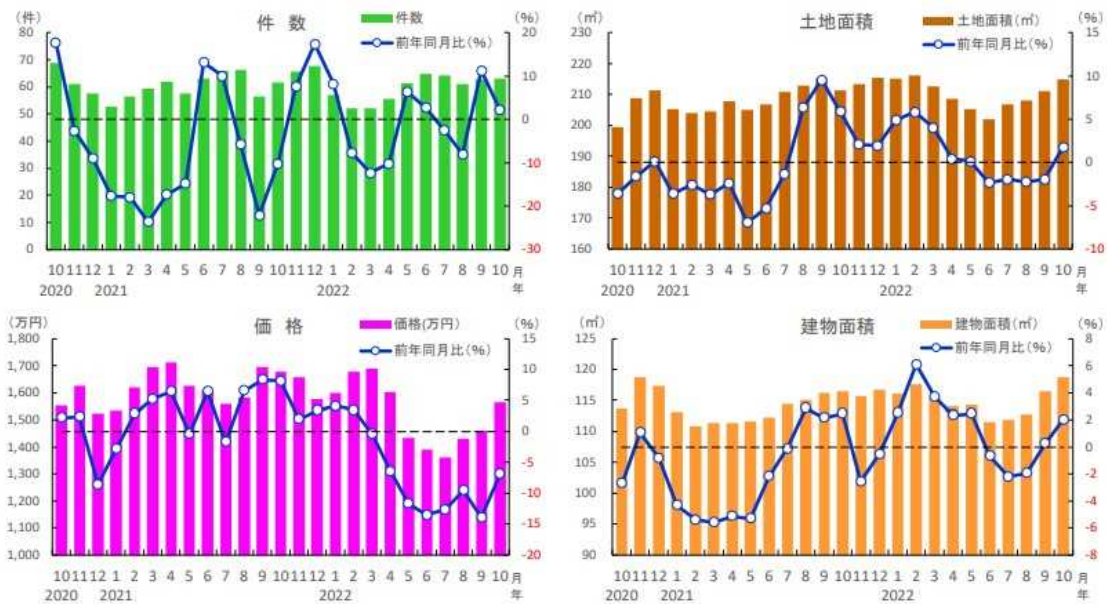 (件) 件 数 件数 (%)
前年同月比(%)
80 70 60 50 40 30 20 10 0
20 10 0 -10 -20 -30
10 11 12 1 2 3 4 5 6 7 8 9 10 11 12 1 2 3 4 5 6 7 8 9 10 月
2020 2021 2022 年
(㎡) 土地面積 土地面積(㎡) (%)
前年同月比(%)
230 220 210 200 190 180 170 160
15 10 5 0 -5 -10
10 11 12 1 2 3 4 5 6 7 8 9 10 11 12 1 2 3 4 5 6 7 8 9 10 月
2020 2021 2022 年
(万円) 価 格 価格(万円) (%)
前年同月比(%)
1,800 1,700 1,600 1,500 1,400 1,300 1,200 1,100 1,000
15 10 5 0 -5 -10 -15 -20
10 11 12 1 2 3 4 5 6 7 8 9 10 11 12 1 2 3 4 5 6 7 8 9 10 月
2020 2021 2022 年
(㎡) 建物面積 建物面積(㎡) (%)
前年同月比(%)
125 120 115 110 105 100 95 90
8 6 4 2 0 -2 -4 -6 -8
10 11 12 1 2 3 4 5 6 7 8 9 10 11 12 1 2 3 4 5 6 7 8 9 10 月
2020 2021 2022 年